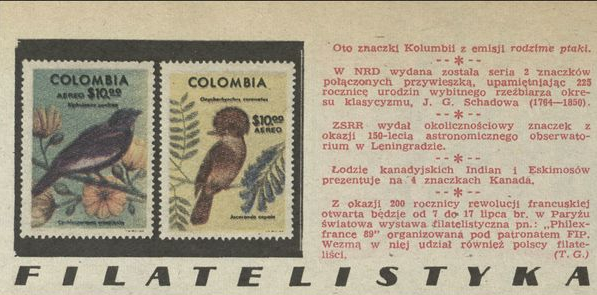 COLOMBIA
AEREO $10.00
COLOMBIA
Onychorhynchus coronatus
$10.00
AEREO
Jacaranda copaia
Oto znaczki Kolumbii z emisji rodzime ptaki.
--*--
W NRD wydana została seria 2 znaczków
połączonych przywieszką, upamiętniając 225
rocznicę urodzin wybitnego rzeźbiarza okre-
su klasycyzmu, J. G. Schadowa (1764—1850).
--*--
ZSRR wydał okolicznościowy znaczek z
okazji 150-lecia astronomicznego obserwato-
rium w Leningradzie.
--*--
Łodzie kanadyjskich Indian i Eskimosów
prezentuje na 4 znaczkach Kanada.
--*--
Z okazji 200 rocznicy rewolucji francuskiej
otwarta będzie od 7 do 17 lipca br. w Paryżu
światowa wystawa filatelistyczna pn.: „Philex-
france 89" organizowana pod patronatem FIP.
Wezmą w niej udział również polscy filate-
liści. (T. G.)
FILATELISTYKA